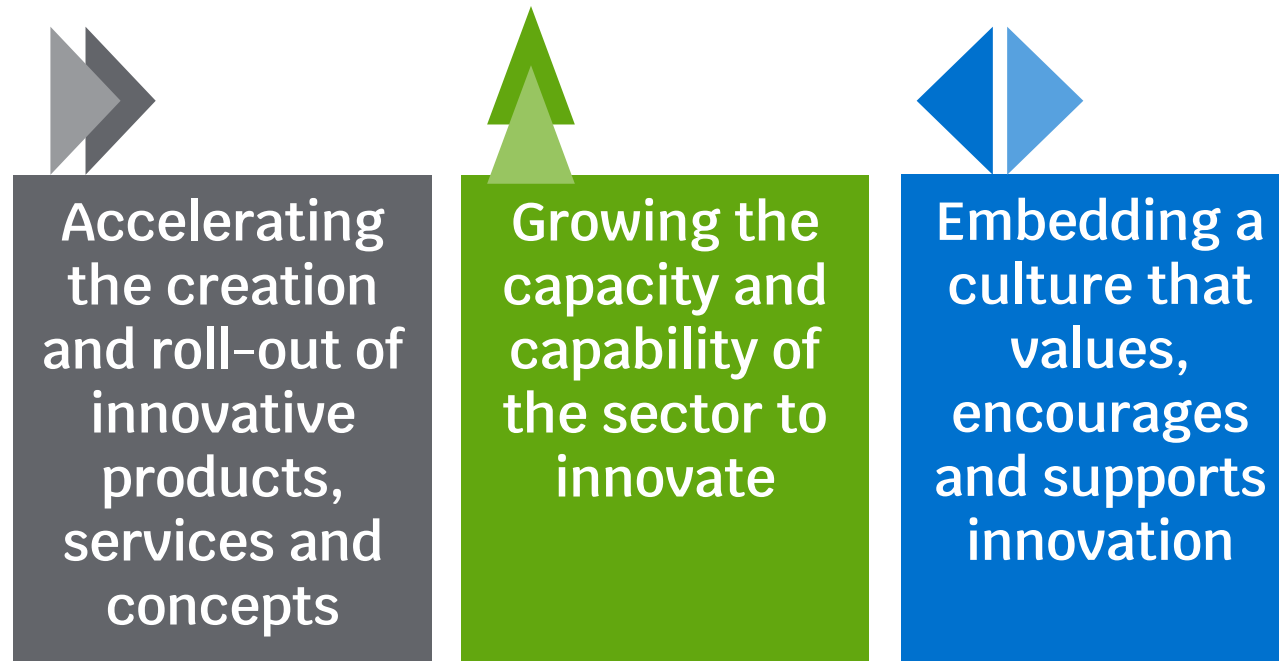 Accelerating
the creation
and roll-out of
innovative
products,
services and
concepts
Growing the
capacity and
capability of
the sector to
innovate
Embedding a
culture that
values,
encourages
and supports
innovation